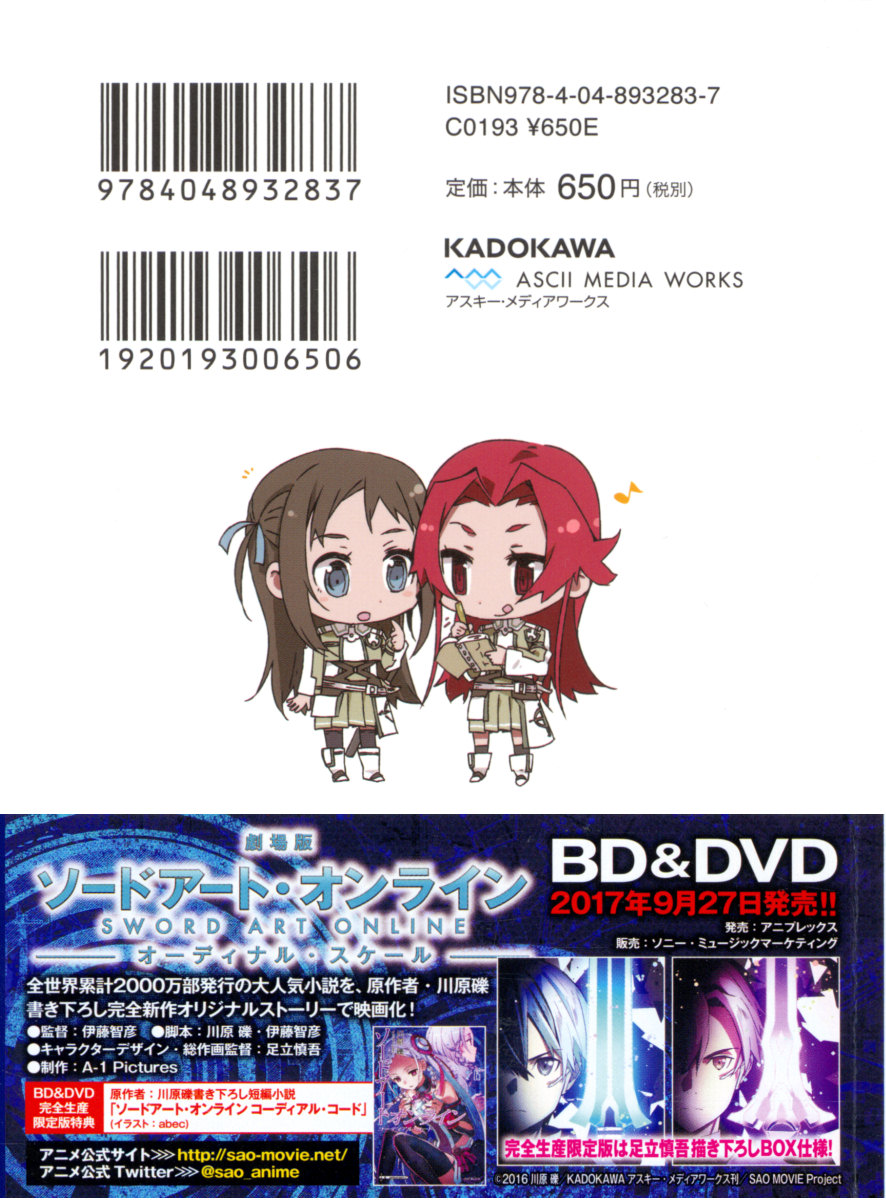 9784048932837
ISBN978-4-04-893283-7
C0193 ¥650E
定価:本体 650円(税別)
KADOKAWA
ASCII MEDIA WORKS
アスキー・メディアワークス
1920193006506
劇場版
ソードアート・オンライン
SWORD ART ONLINE
オーディナル・スケール
BD&DVD
2017年9月27日発売!!
発売:アニプレックス
販売:ソニー・ミュージックマーケティング
全世界累計2000万部発行の大人気小説を、原作者・川原礫
書き下ろし完全新作オリジナルストーリーで映画化!
●監督:伊藤智彦 ●脚本:川原 礫・伊藤智彦
●キャラクターデザイン・総作画監督:足立慎吾
●制作:A-1 Pictures
BD&DVD
完全生産
限定版特典
原作者:川原礫書き下ろし短編小説
「ソードアート・オンライン コーディアル・コード」
(イラスト:abec)
アニメ公式サイト>>> http://sao-movie.net/
アニメ公式Twitter>>> @sao_anime
完全生産限定版は足立慎吾描き下ろしBOX仕様!
©2016 川原 礫/KADOKAWA アスキー・メディアワークス刊/SAO MOVIE Project